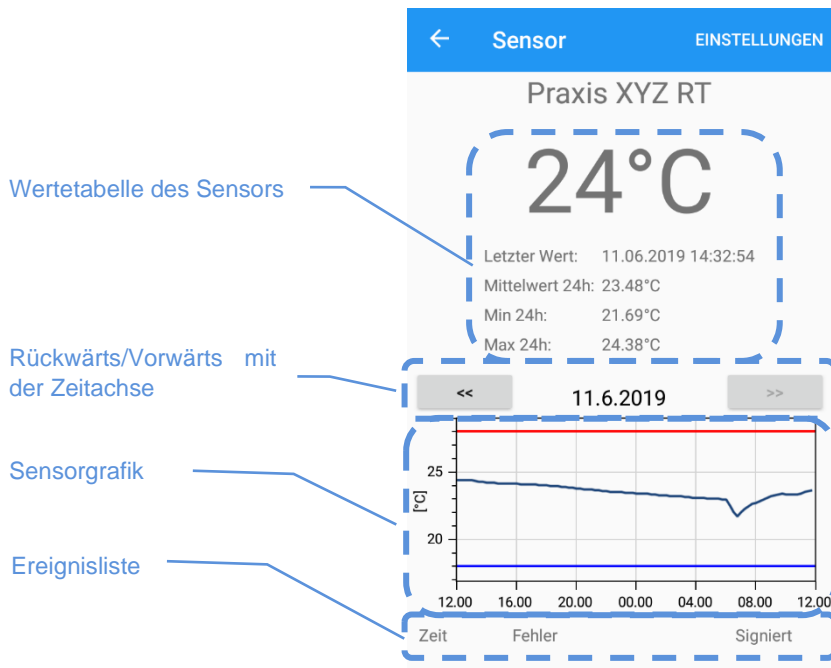 ← Sensor EINSTELLUNGEN
Praxis XYZ RT
24°C
Wertetabelle des Sensors
Letzter Wert: 11.06.2019 14:32:54
Mittelwert 24h: 23.48°C
Min 24h: 21.69°C
Max 24h: 24.38°C
Rückwärts/Vorwärts mit
der Zeitachse
<< 11.6.2019 >>
Sensorgrafik
25
[°C]
20
12.00 16.00 20.00 00.00 04.00 08.00 12.00
Ereignisliste
Zeit Fehler Signiert